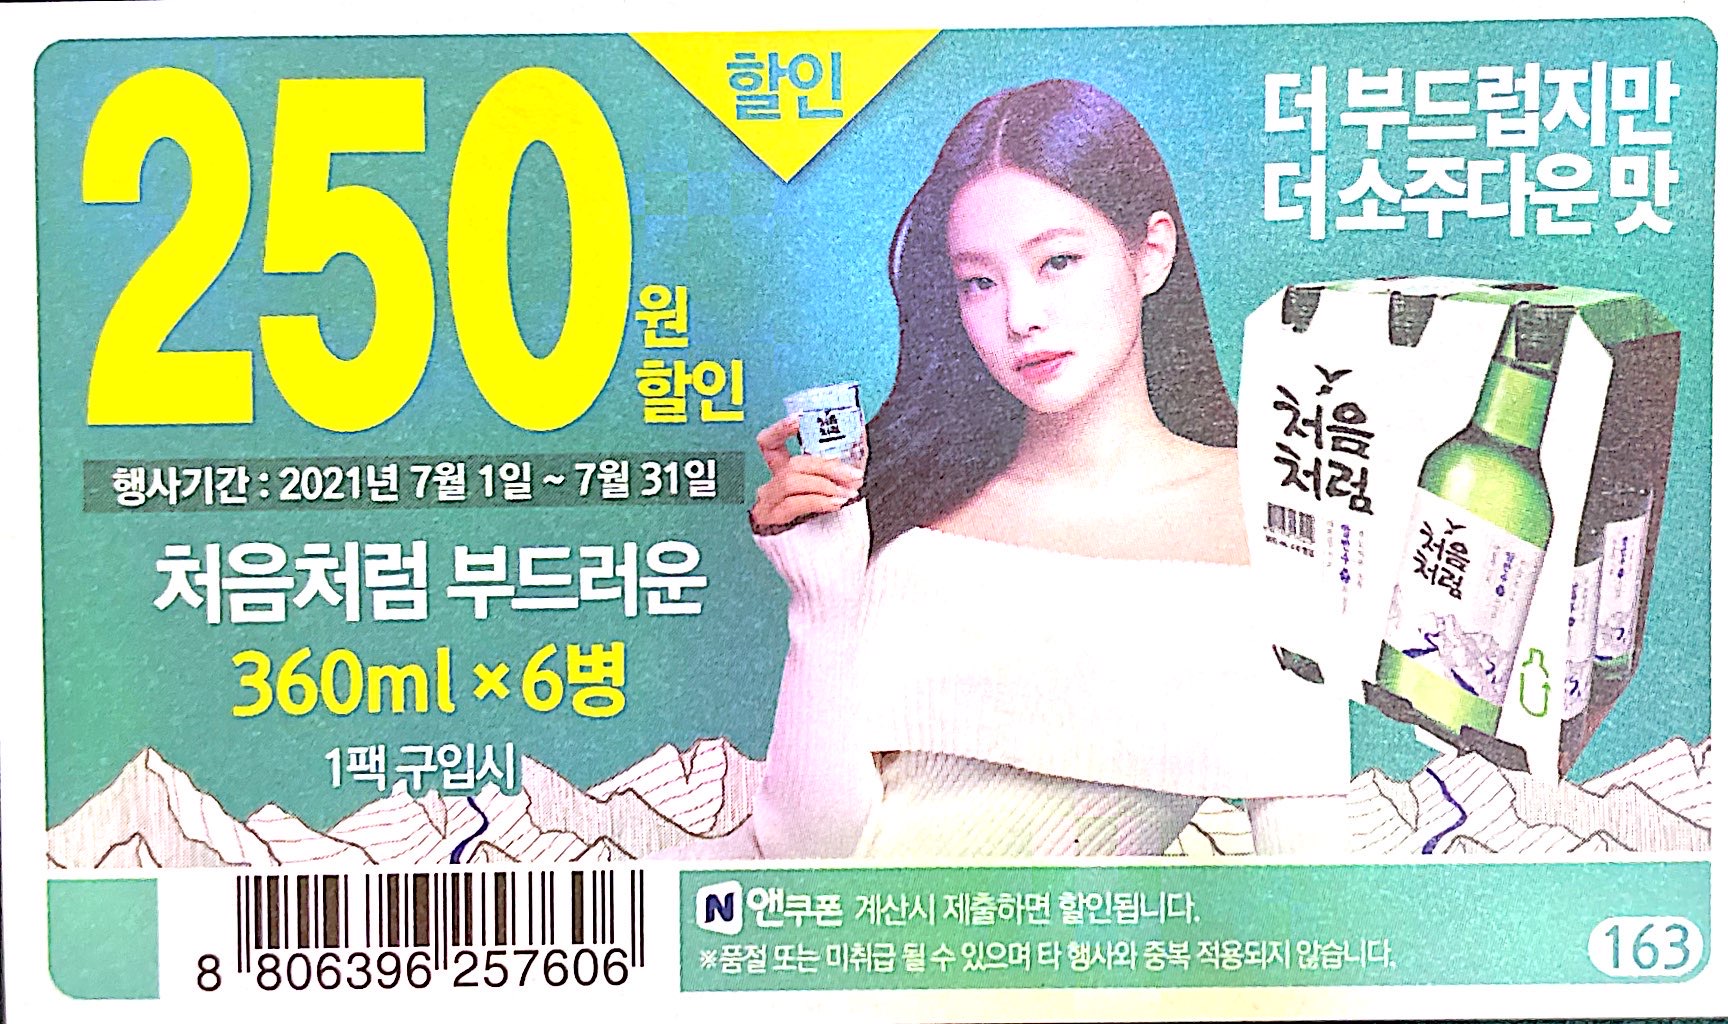 할인
250
원
할인
행사기간 : 2021년 7월 1일 ~ 7월 31일
처음처럼 부드러운
360ml × 6병
1팩 구입시
더 부드럽지만
더 소주다운 맛
처음
처럼
처음
처럼
처음
처럼
8 806396 257606
N 앤쿠폰 계산시 제출하면 할인됩니다.
※품절 또는 미취급 될 수 있으며 타 행사와 중복 적용되지 않습니다.
163